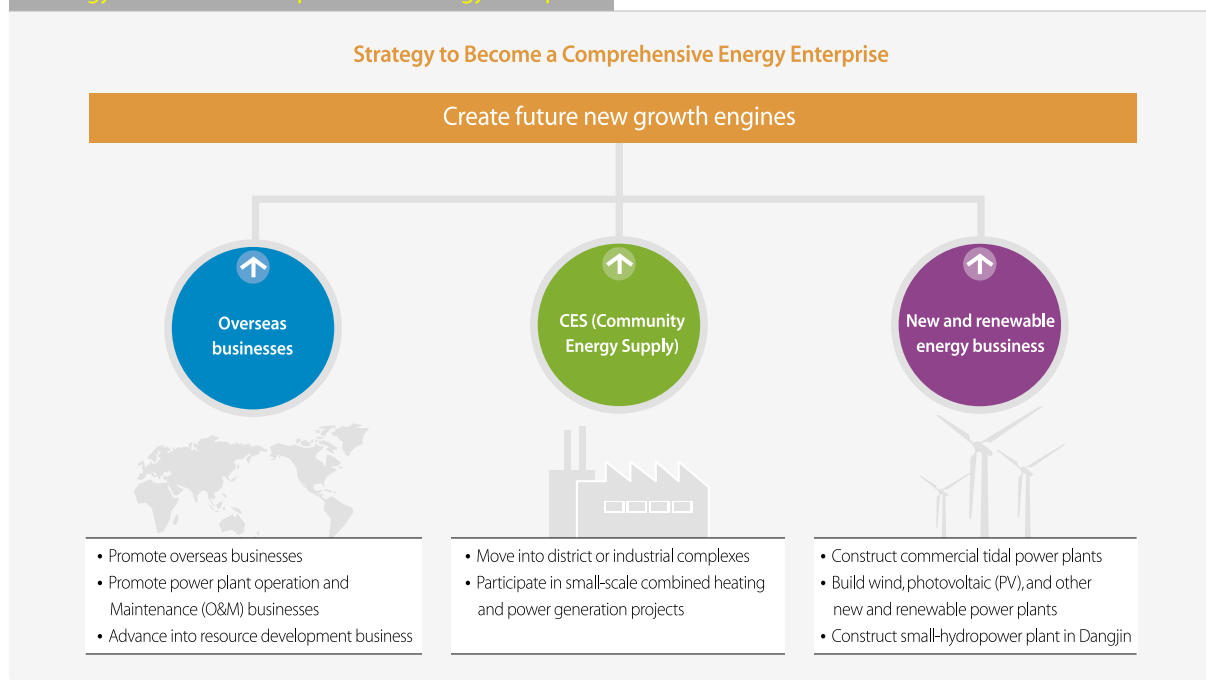 Strategy to Become a Comprehensive Energy Enterprise
Create future new growth engines
Overseas
businesses
CES (Community
Energy Supply)
New and renewable
energy bussiness
• Promote overseas businesses
• Promote power plant operation and
Maintenance (O&M) businesses
• Advance into resource development business
• Move into district or industrial complexes
• Participate in small-scale combined heating
and power generation projects
• Construct commercial tidal power plants
• Build wind, photovoltaic (PV), and other
new and renewable power plants
• Construct small-hydropower plant in Dangjin